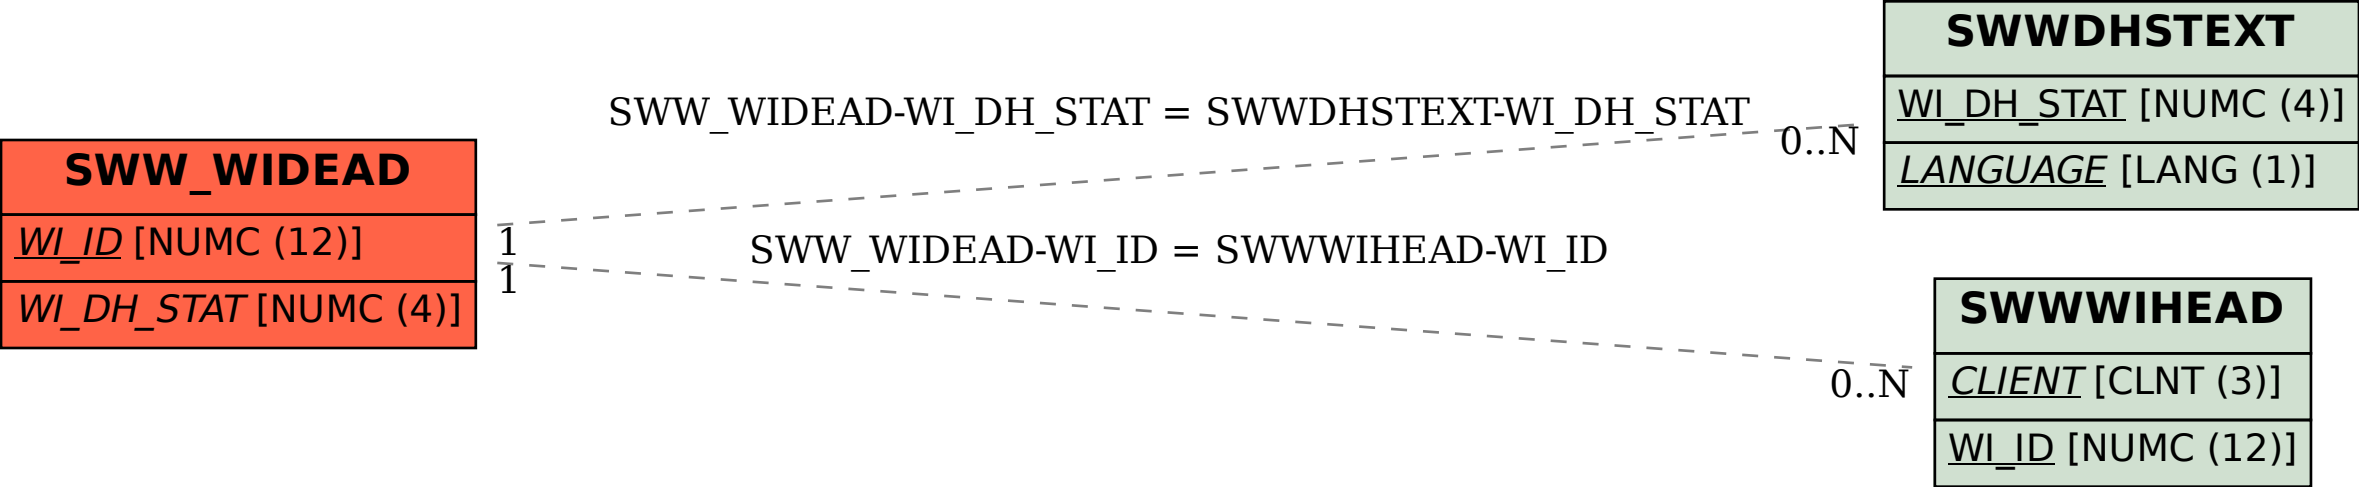 SWWDHSTEXT
WI_DH_STAT [NUMC (4)]
LANGUAGE [LANG (1)]
SWW_WIDEAD-WI_DH_STAT = SWWDHSTEXT-WI_DH_STAT
0..N
SWW_WIDEAD
WI_ID [NUMC (12)]
WI_DH_STAT [NUMC (4)]
1
1
SWW_WIDEAD-WI_ID = SWWWIHEAD-WI_ID
0..N
SWWWIHEAD
CLIENT [CLNT (3)]
WI_ID [NUMC (12)]